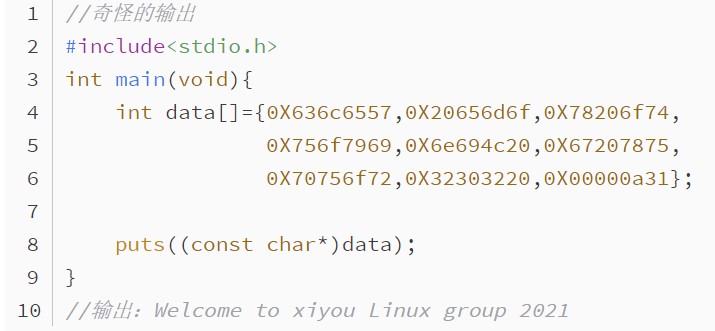 1 //奇怪的输出
2 #include<stdio.h>
3 int main(void){
4     int data[]={0X636c6557,0X20656d6f,0X78206f74,
5                 0X756f7969,0X6e694c20,0X67207875,
6                 0X70756f72,0X32303220,0X00000a31};
7
8     puts((const char*)data);
9 }
10 //输出：Welcome to xiyou Linux group 2021